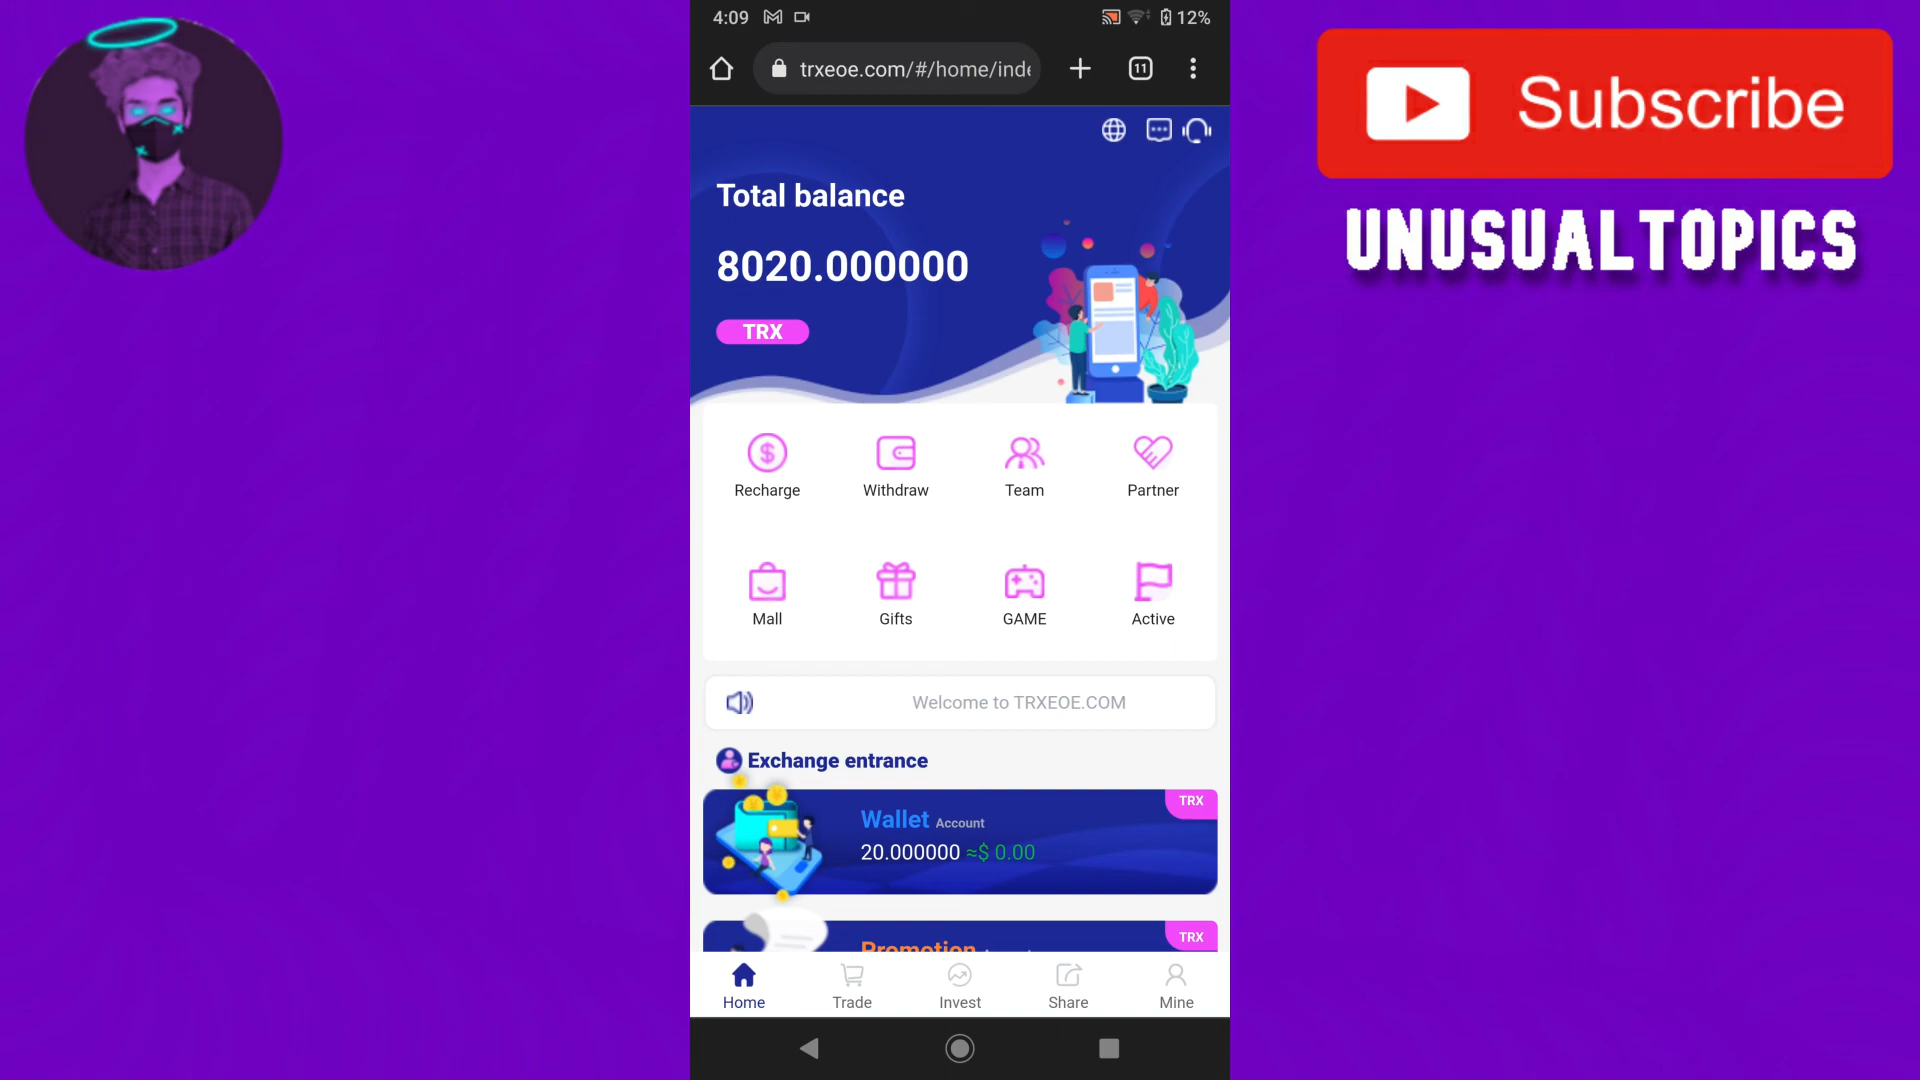 4:09
12%
trxeoe.com/#/home/inde
11
Subscribe
UNUSUALTOPICS
Total balance
8020.000000
TRX
Recharge
Withdraw
Team
Partner
Mall
Gifts
GAME
Active
Welcome to TRXEOE.COM
Exchange entrance
TRX
Wallet Account
20.000000 ≈$ 0.00
TRX
Promotion
Home
Trade
Invest
Share
Mine